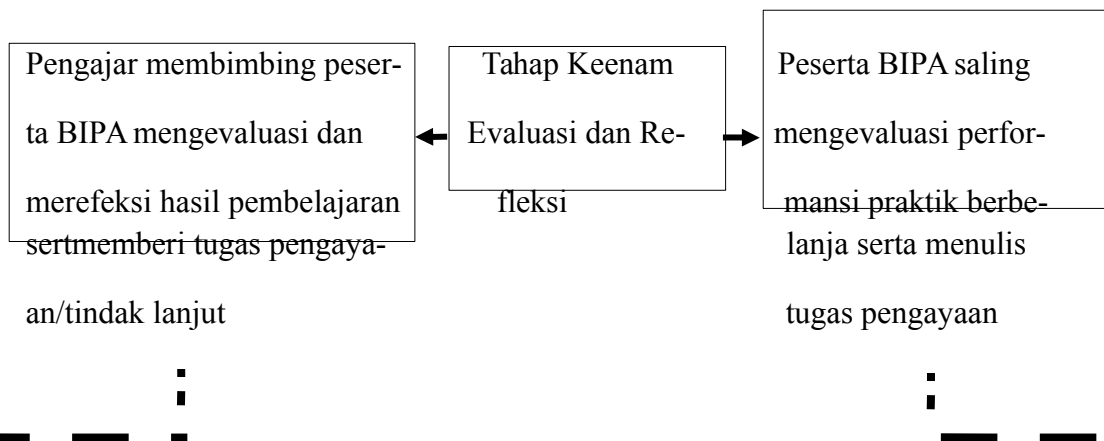 Pengajar membimbing peser-
ta BIPA mengevaluasi dan
merefeksi hasil pembelajaran
sertmemberi tugas pengaya-
an/tindak lanjut
Tahap Keenam
Evaluasi dan Re-
fleksi
Peserta BIPA saling
mengevaluasi perfor-
mansi praktik berbe-
lanja serta menulis
tugas pengayaan